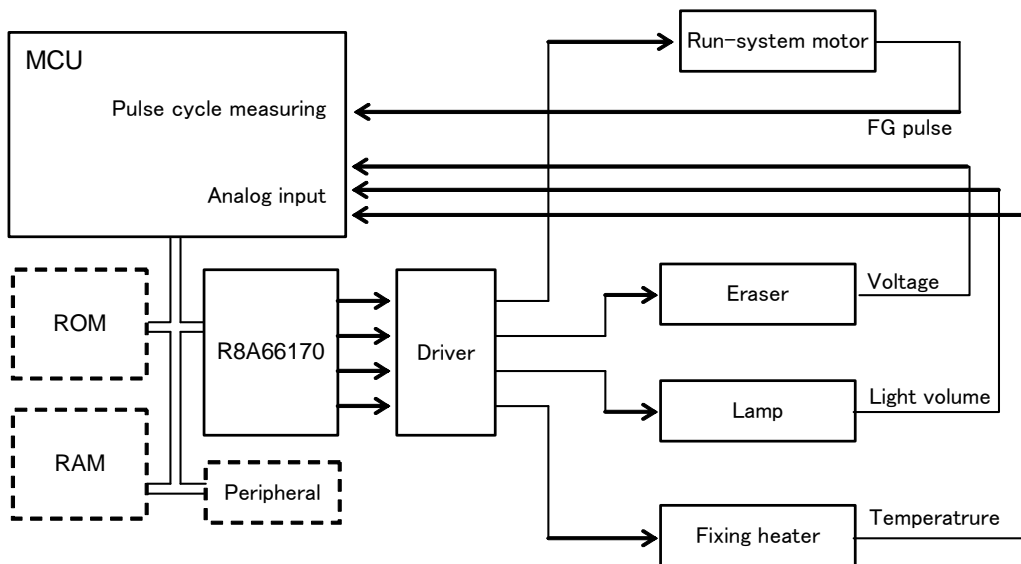 MCU
Run-system motor
Pulse cycle measuring
FG pulse
Analog input
ROM
R8A66170
Driver
Eraser
Voltage
RAM
Lamp
Light volume
Peripheral
Fixing heater
Temperatrure